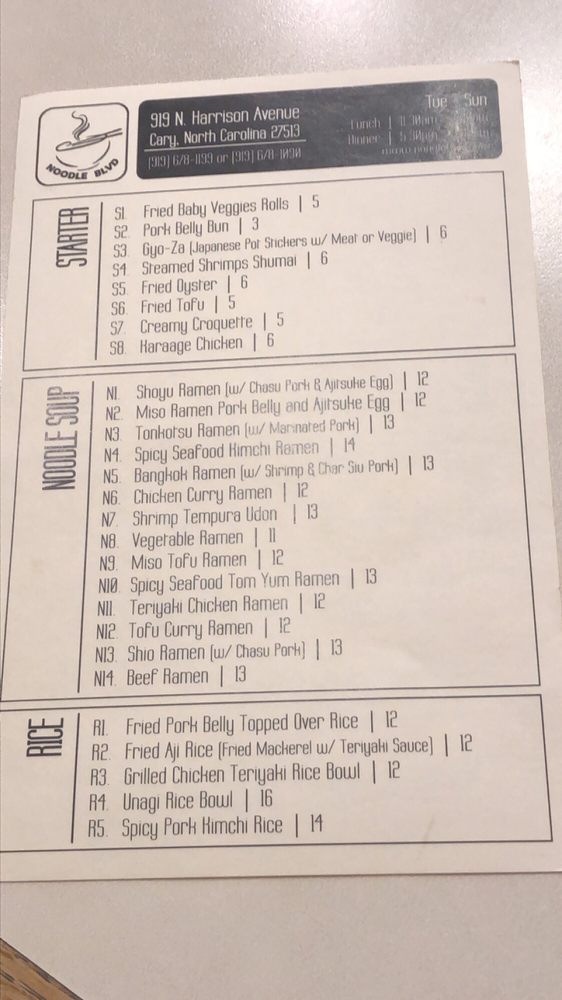 NOODLE BLVD
919 N. Harrison Avenue
Cary, North Carolina 27513
(919) 678-1199 or (919) 678-1090
Tue Sun
Lunch | 11:30am
Dinner |
STARTER
S1. Fried Baby Veggies Rolls | 5
S2. Pork Belly Bun | 3
S3. Gyo-Za (Japanese Pot Stickers w/ Meat or Veggie) | 6
S4. Steamed Shrimps Shumai | 6
S5. Fried Oyster | 6
S6. Fried Tofu | 5
S7. Creamy Croquette | 5
S8. Karaage Chicken | 6
NOODLE SOUP
N1. Shoyu Ramen (w/ Chasu Pork & Ajitsuke Egg) | 12
N2. Miso Ramen Pork Belly and Ajitsuke Egg | 12
N3. Tonkotsu Ramen (w/ Marinated Pork) | 13
N4. Spicy Seafood Kimchi Ramen | 14
N5. Bangkok Ramen (w/ Shrimp & Char Siu Pork) | 13
N6. Chicken Curry Ramen | 12
N7. Shrimp Tempura Udon | 13
N8. Vegetable Ramen | 11
N9. Miso Tofu Ramen | 12
N10. Spicy Seafood Tom Yum Ramen | 13
N11. Teriyaki Chicken Ramen | 12
N12. Tofu Curry Ramen | 12
N13. Shio Ramen (w/ Chasu Pork) | 13
N14. Beef Ramen | 13
RICE
R1. Fried Pork Belly Topped Over Rice | 12
R2. Fried Aji Rice (Fried Mackerel w/ Teriyaki Sauce) | 12
R3. Grilled Chicken Teriyaki Rice Bowl | 12
R4. Unagi Rice Bowl | 16
R5. Spicy Pork Kimchi Rice | 14